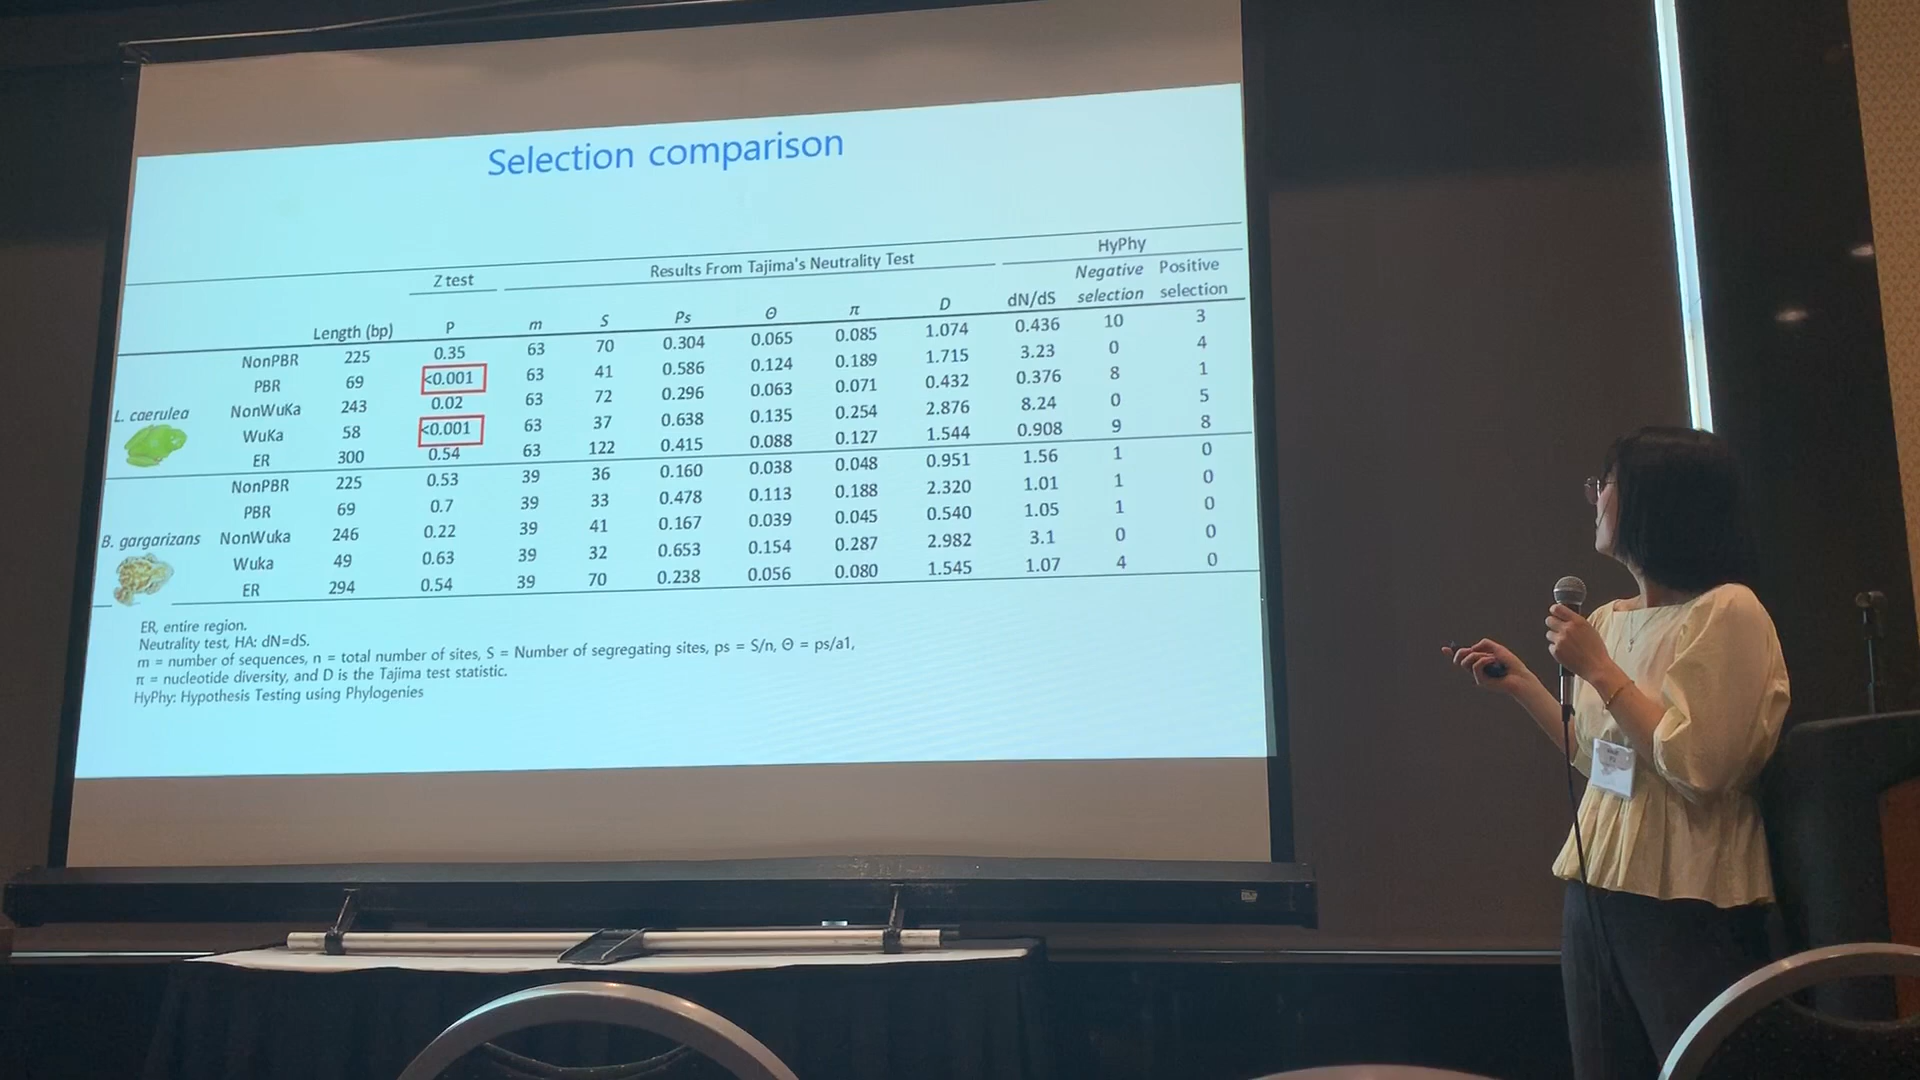 Selection comparison
Z test Results From Tajima's Neutrality Test HyPhy
Length (bp) P m S Ps Θ π D dN/dS Negative selection Positive selection
L. caerulea
NonPBR 225 0.35 63 70 0.304 0.065 0.085 1.074 0.436 10 3
PBR 69 <0.001 63 41 0.586 0.124 0.189 1.715 3.23 0 4
NonWuKa 243 0.02 63 72 0.296 0.063 0.071 0.432 0.376 8 1
WuKa 58 <0.001 63 37 0.638 0.135 0.254 2.876 8.24 0 5
ER 300 0.54 63 122 0.415 0.088 0.127 1.544 0.908 9 8
B. gargarizans
NonPBR 225 0.53 39 36 0.160 0.038 0.048 0.951 1.56 1 0
PBR 69 0.7 39 33 0.478 0.113 0.188 2.320 1.01 1 0
NonWuka 246 0.22 39 41 0.167 0.039 0.045 0.540 1.05 1 0
Wuka 49 0.63 39 32 0.653 0.154 0.287 2.982 3.1 0 0
ER 294 0.54 39 70 0.238 0.056 0.080 1.545 1.07 4 0
ER, entire region.
Neutrality test, HA: dN=dS.
m = number of sequences, n = total number of sites, S = Number of segregating sites, ps = S/n, Θ = ps/a1,
π = nucleotide diversity, and D is the Tajima test statistic.
HyPhy: Hypothesis Testing using Phylogenies